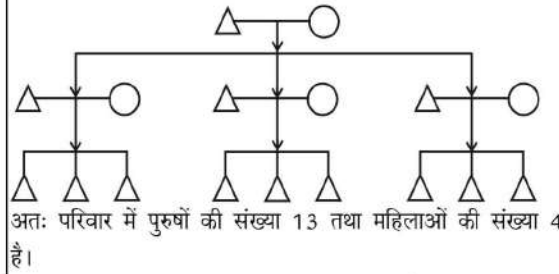 अतः परिवार में पुरुषों की संख्या 13 तथा महिलाओं की संख्या 4
है।